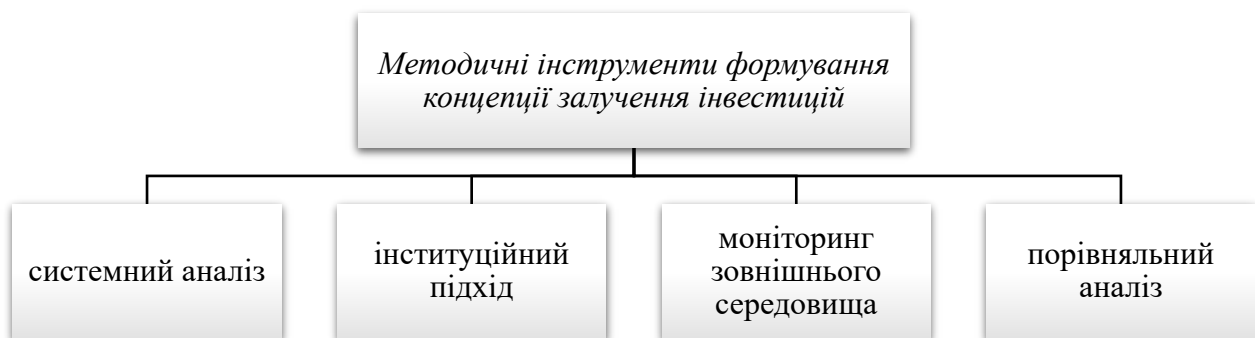 Методичні інструменти формування
концепції залучення інвестицій
системний аналіз
інституційний
підхід
моніторинг
зовнішнього
середовища
порівняльний
аналіз